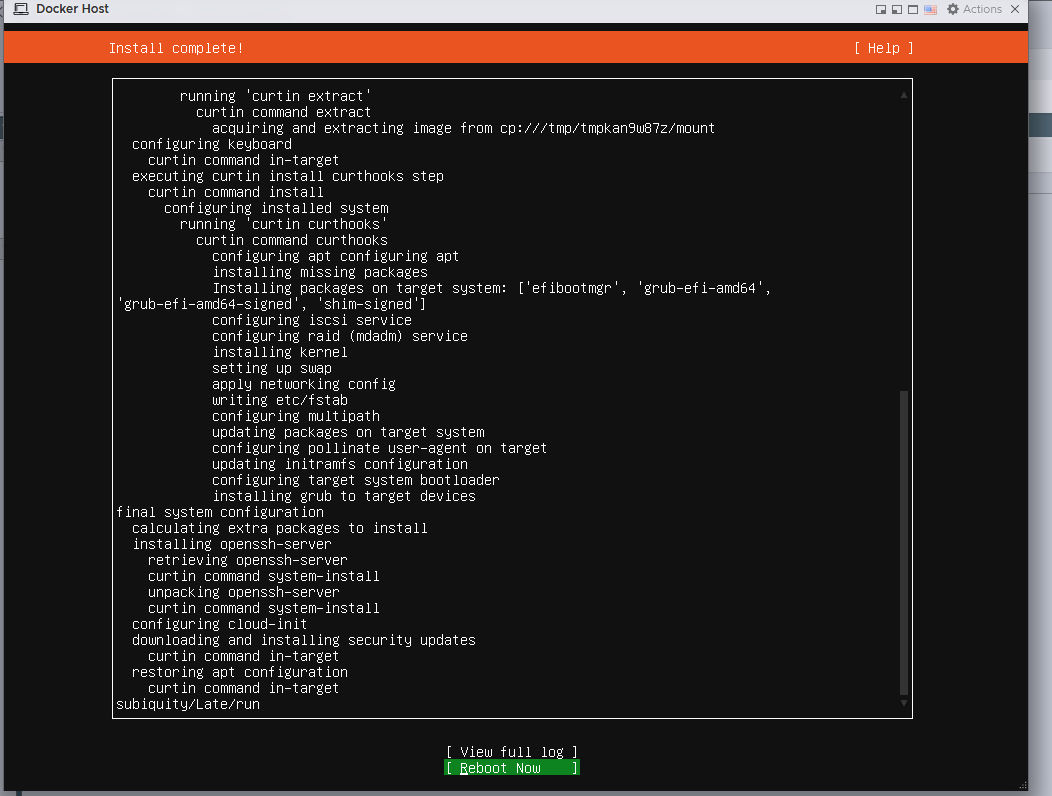 Docker Host
Actions
Install complete!
[ Help ]
running 'curtin extract'
curtin command extract
acquiring and extracting image from cp:///tmp/tmpkan9w87z/mount
configuring keyboard
curtin command in-target
executing curtin install curthooks step
curtin command install
configuring installed system
running 'curtin curthooks'
curtin command curthooks
configuring apt configuring apt
installing missing packages
Installing packages on target system: ['efibootmgr', 'grub-efi-amd64',
'grub-efi-amd64-signed', 'shim-signed']
configuring iscsi service
configuring raid (mdadm) service
installing kernel
setting up swap
apply networking config
writing etc/fstab
configuring multipath
updating packages on target system
configuring pollinate user-agent on target
updating initramfs configuration
configuring target system bootloader
installing grub to target devices
final system configuration
calculating extra packages to install
installing openssh-server
retrieving openssh-server
curtin command system-install
unpacking openssh-server
curtin command system-install
configuring cloud-init
downloading and installing security updates
curtin command in-target
restoring apt configuration
curtin command in-target
subiquity/Late/run
[ View full log ]
[ Reboot Now ]